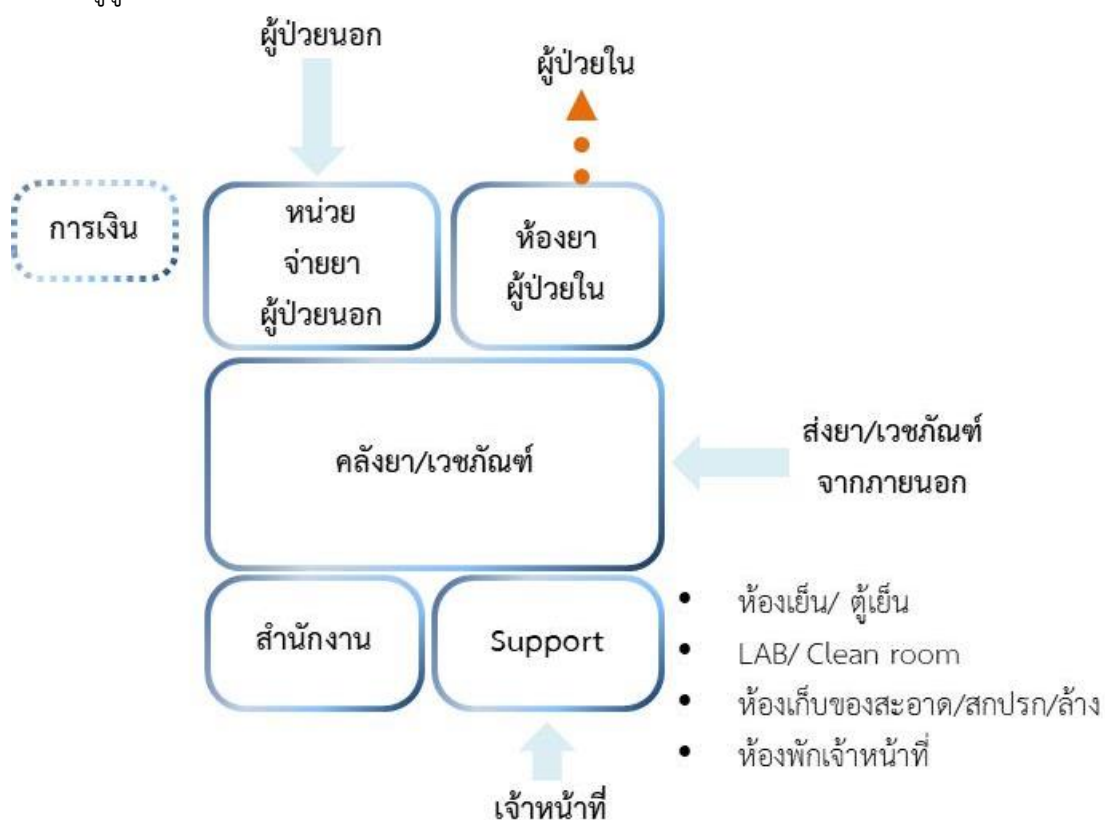 ผู้ป่วยนอก
ผู้ป่วยใน
การเงิน
หน่วย
จ่ายยา
ผู้ป่วยนอก
ห้องยา
ผู้ป่วยใน
คลังยา/เวชภัณฑ์
ส่งยา/เวชภัณฑ์
จากภายนอก
สำนักงาน
Support
• ห้องเย็น/ ตู้เย็น
• LAB/ Clean room
• ห้องเก็บของสะอาด/สกปรก/ล้าง
• ห้องพักเจ้าหน้าที่
เจ้าหน้าที่